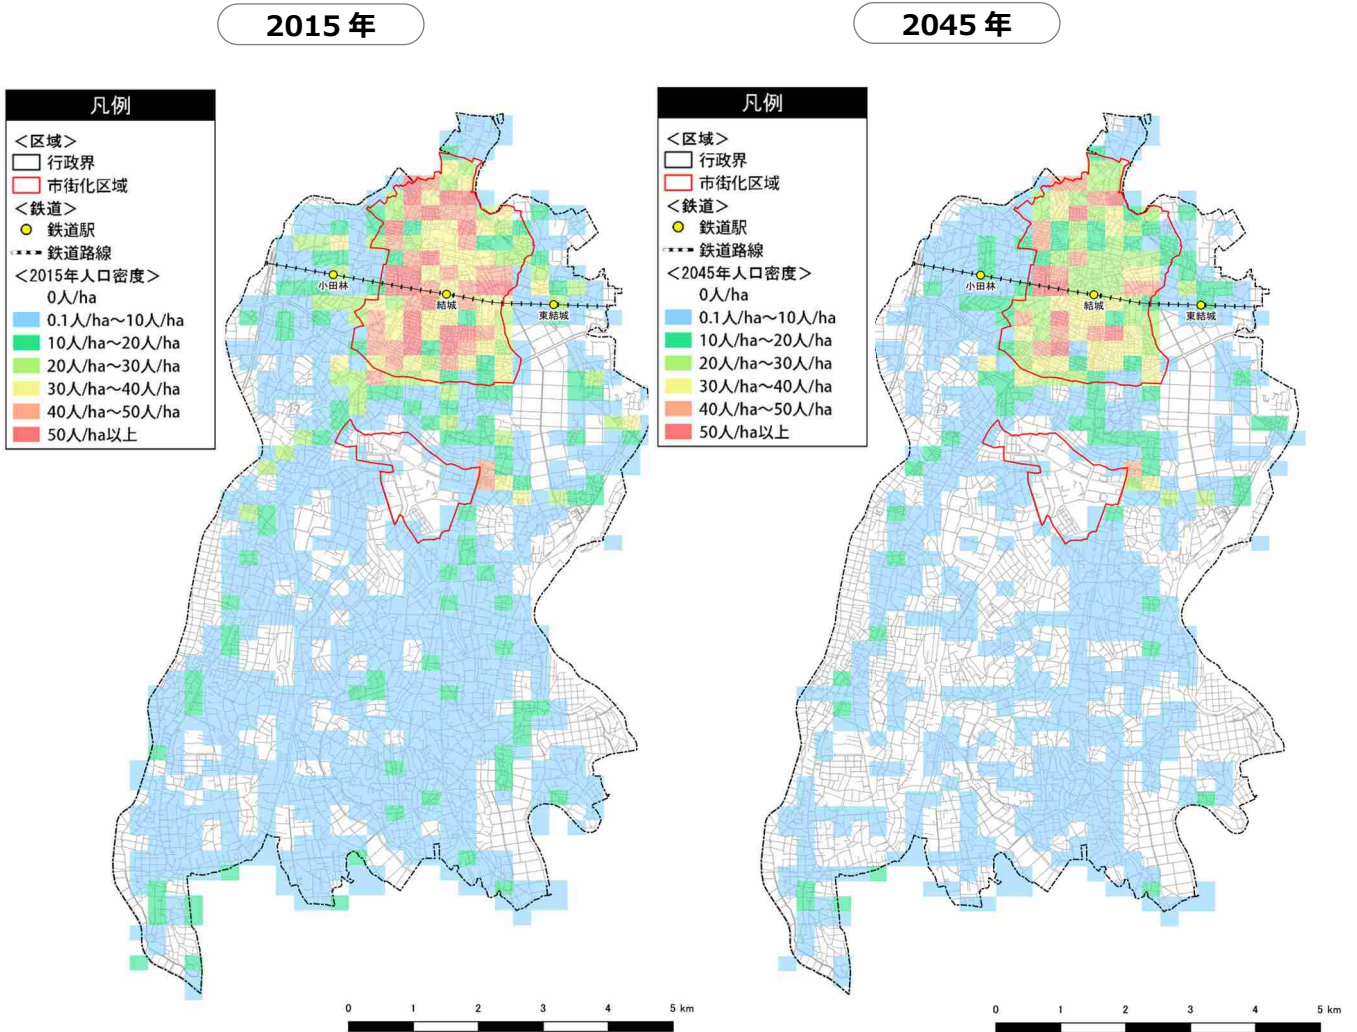 2015 年
2045 年
凡例
＜区域＞
行政界
市街化区域
＜鉄道＞
鉄道駅
鉄道路線
＜2015年人口密度＞
0人/ha
0.1人/ha～10人/ha
10人/ha～20人/ha
20人/ha～30人/ha
30人/ha～40人/ha
40人/ha～50人/ha
50人/ha以上
小田林
結城
東結城
0 1 2 3 4 5 km
凡例
＜区域＞
行政界
市街化区域
＜鉄道＞
鉄道駅
鉄道路線
＜2045年人口密度＞
0人/ha
0.1人/ha～10人/ha
10人/ha～20人/ha
20人/ha～30人/ha
30人/ha～40人/ha
40人/ha～50人/ha
50人/ha以上
小田林
結城
東結城
0 1 2 3 4 5 km